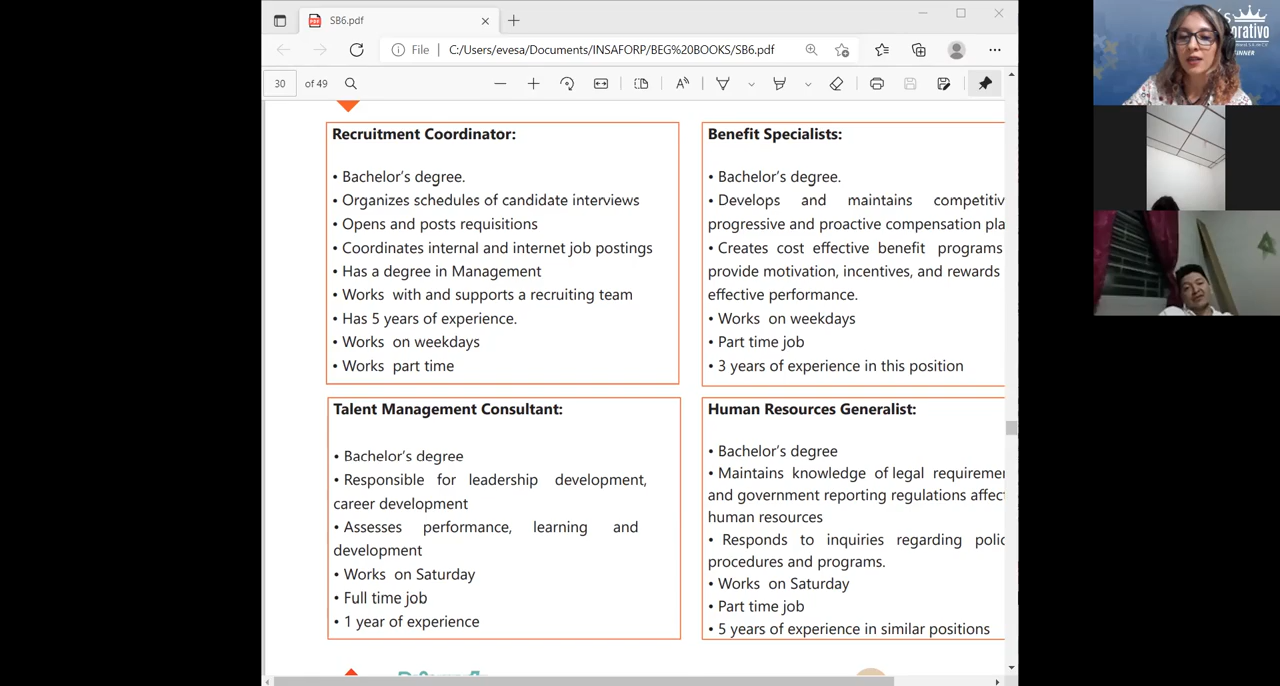 SB6.pdf
File
C:/Users/evesa/Documents/INSAFORP/BEG%20BOOKS/SB6.pdf
30
of 49
Recruitment Coordinator:
• Bachelor's degree.
• Organizes schedules of candidate interviews
• Opens and posts requisitions
• Coordinates internal and internet job postings
• Has a degree in Management
• Works with and supports a recruiting team
• Has 5 years of experience.
• Works on weekdays
• Works part time
Benefit Specialists:
• Bachelor's degree.
• Develops and maintains competitiv
progressive and proactive compensation pla
• Creates cost effective benefit programs
provide motivation, incentives, and rewards
effective performance.
• Works on weekdays
• Part time job
• 3 years of experience in this position
Talent Management Consultant:
• Bachelor's degree
• Responsible for leadership development,
career development
• Assesses performance, learning and
development
• Works on Saturday
• Full time job
• 1 year of experience
Human Resources Generalist:
• Bachelor's degree
• Maintains knowledge of legal requiremen
and government reporting regulations affect
human resources
• Responds to inquiries regarding polic
procedures and programs.
• Works on Saturday
• Part time job
• 5 years of experience in similar positions
orativo